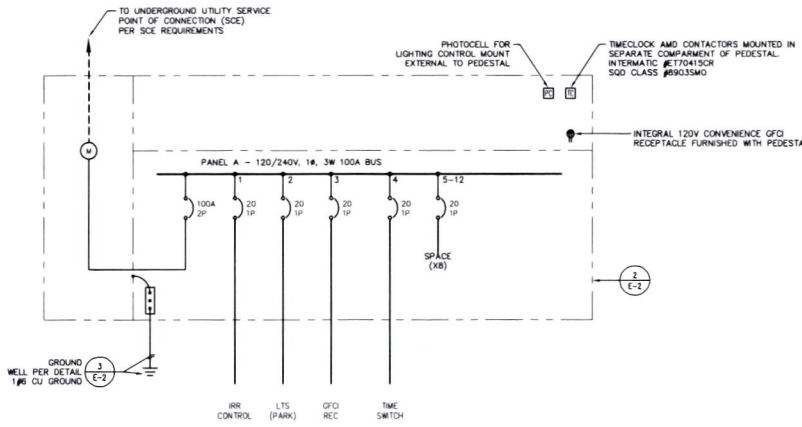 TO UNDERGROUND UTILITY SERVICE
POINT OF CONNECTION (SCE)
PER SCE REQUIREMENTS
PHOTOCELL FOR
LIGHTING CONTROL MOUNT
EXTERNAL TO PEDESTAL
TIMECLOCK AMD CONTACTORS MOUNTED IN
SEPARATE COMPARMENT OF PEDESTAL.
INTERMATIC #ET70415CR
SQD CLASS #8903SMO
PC
TC
INTEGRAL 120V CONVENIENCE GFCI
RECEPTACLE FURNISHED WITH PEDESTA
M
PANEL A - 120/240V, 1ø, 3W 100A BUS
1
2
3
4
5-12
100A
2P
20
1P
20
1P
20
1P
20
1P
20
1P
SPACE
(X8)
2
E-2
GROUND
WELL PER DETAIL
1#6 CU GROUND
3
E-2
IRR
CONTROL
LTS
(PARK)
GFCI
REC
TIME
SWITCH